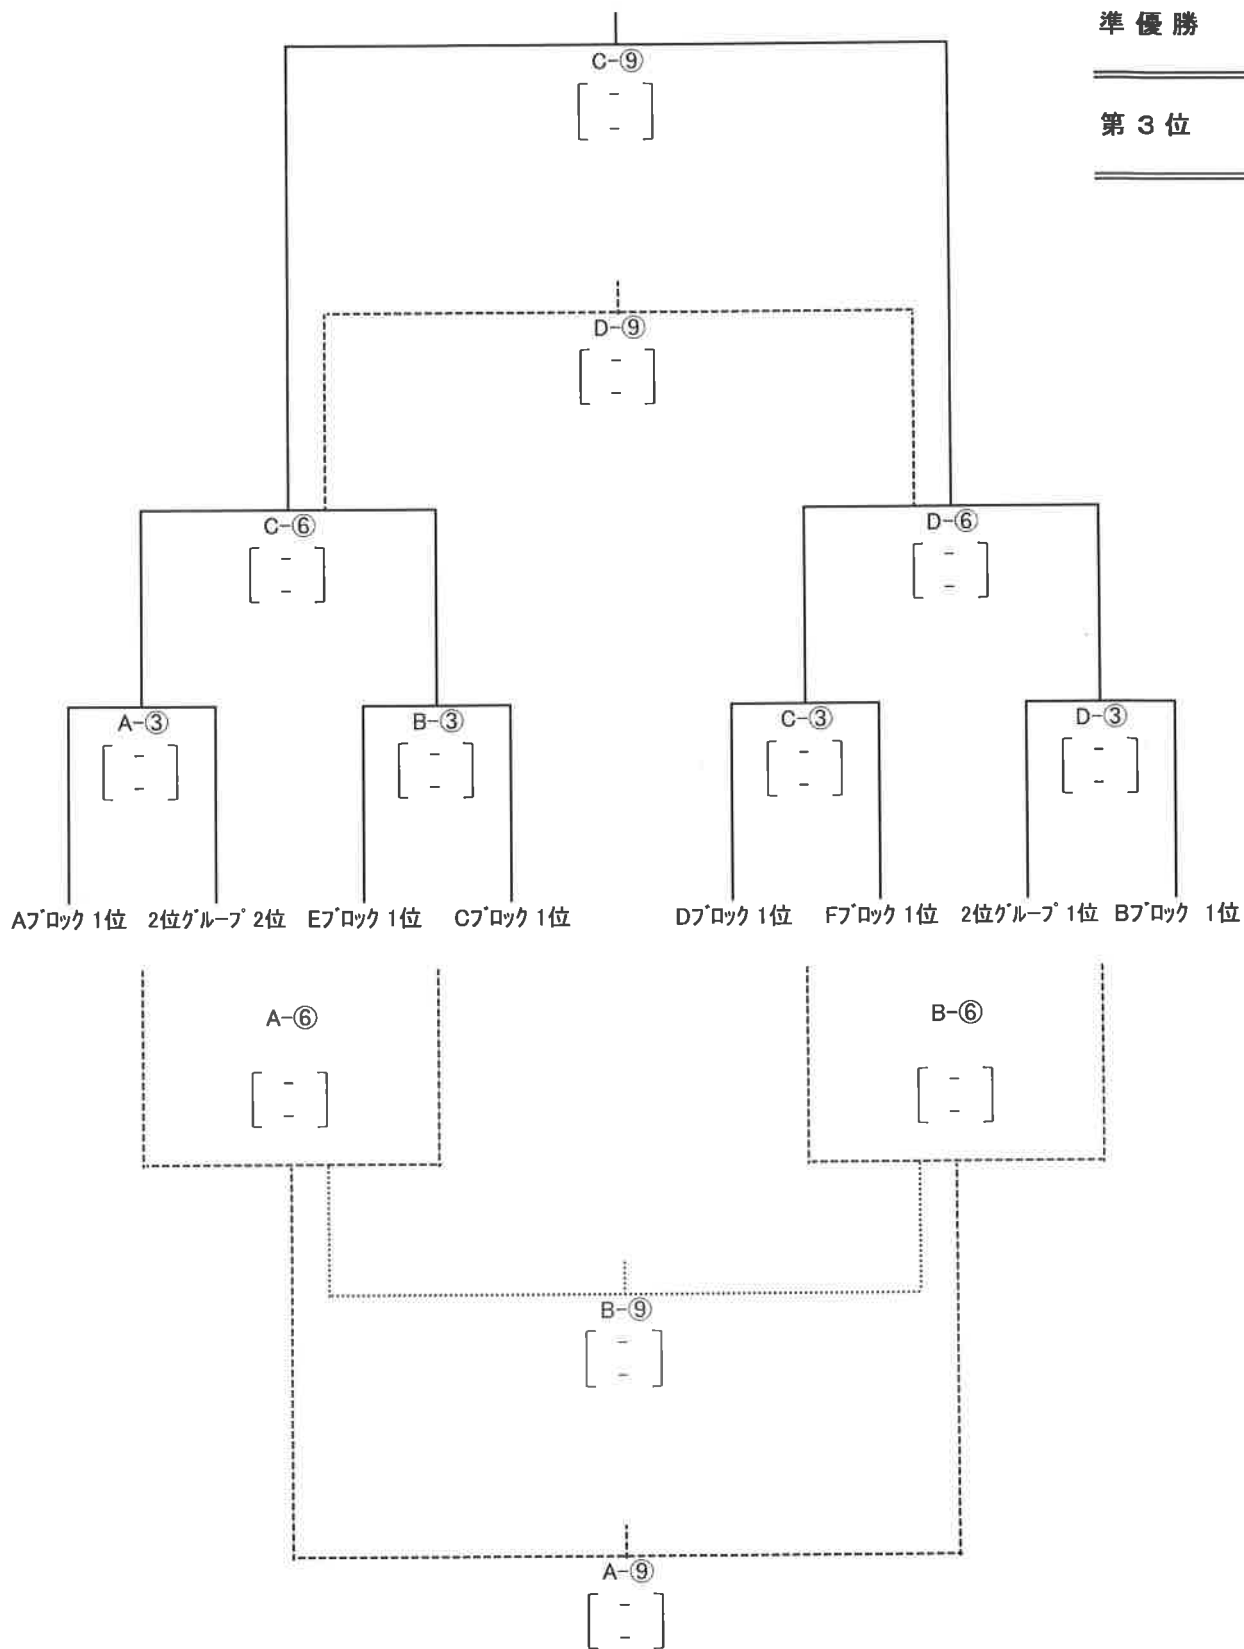 準 優 勝
C-⑨
[ - - ]
第 3 位
D-⑨
[ - - ]
C-⑥
[ - - ]
D-⑥
[ - - ]
A-③
[ - - ]
B-③
[ - - ]
C-③
[ - - ]
D-③
[ - - ]
Aブロック 1位 2位グループ 2位 Eブロック 1位 Cブロック 1位 Dブロック 1位 Fブロック 1位 2位グループ 1位 Bブロック 1位
A-⑥
[ - - ]
B-⑥
[ - - ]
B-⑨
[ - - ]
A-⑨
[ - - ]